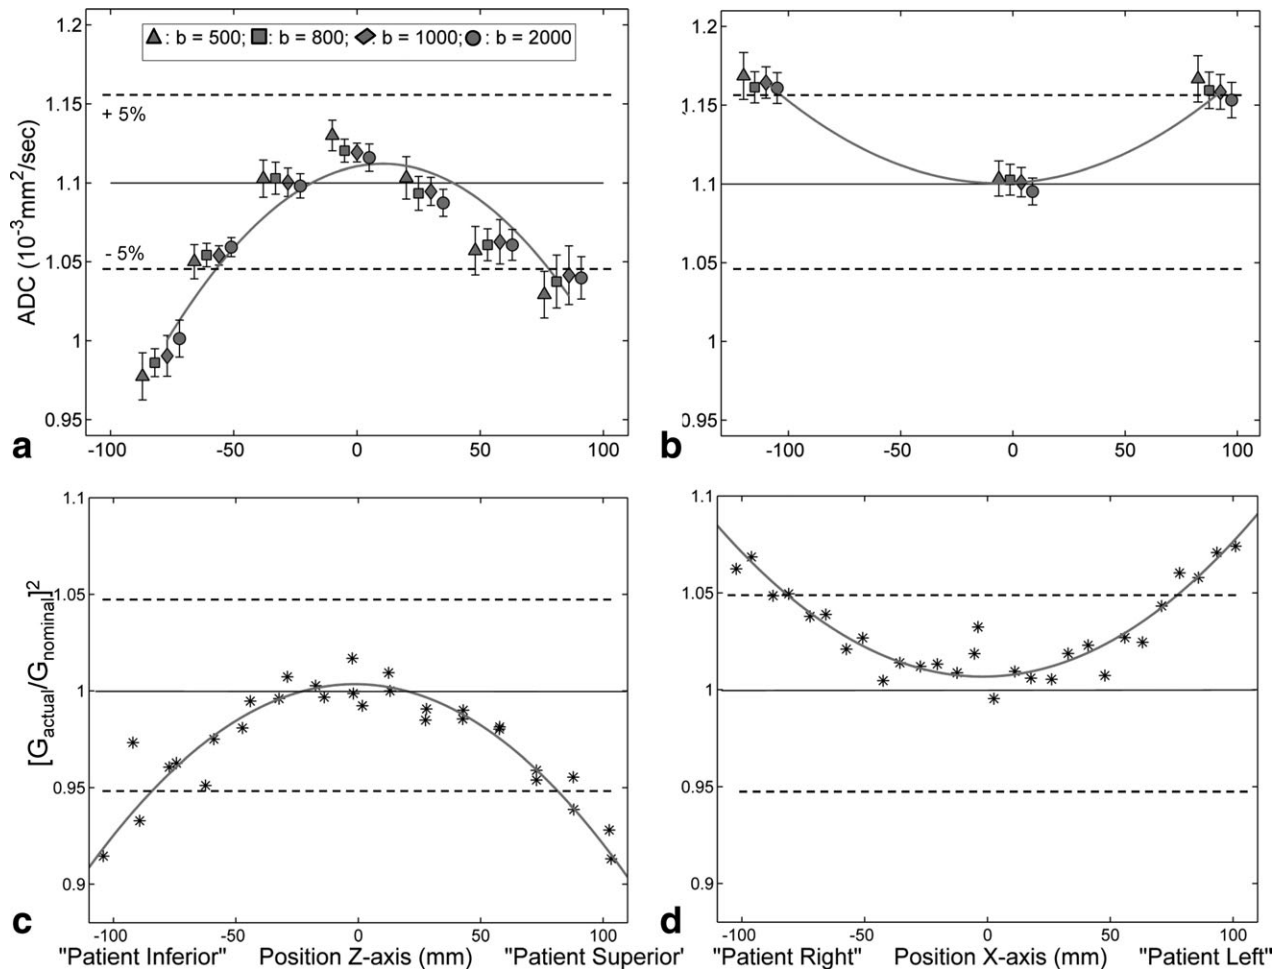 ▲: b = 500; ■: b = 800; ◆: b = 1000; ●: b = 2000
ADC (10⁻³mm²/sec)
1.2
1.15
1.1
1.05
1
0.95
+ 5%
- 5%
-100 -50 0 50 100
a
1.2
1.15
1.1
1.05
1
0.95
-100 -50 0 50 100
b
[Gactual/Gnominal]²
1.1
1.05
1
0.95
0.9
-100 -50 0 50 100
c
"Patient Inferior" Position Z-axis (mm) "Patient Superior'
1.1
1.05
1
0.95
0.9
-100 -50 0 50 100
d
"Patient Right" Position X-axis (mm) "Patient Left"